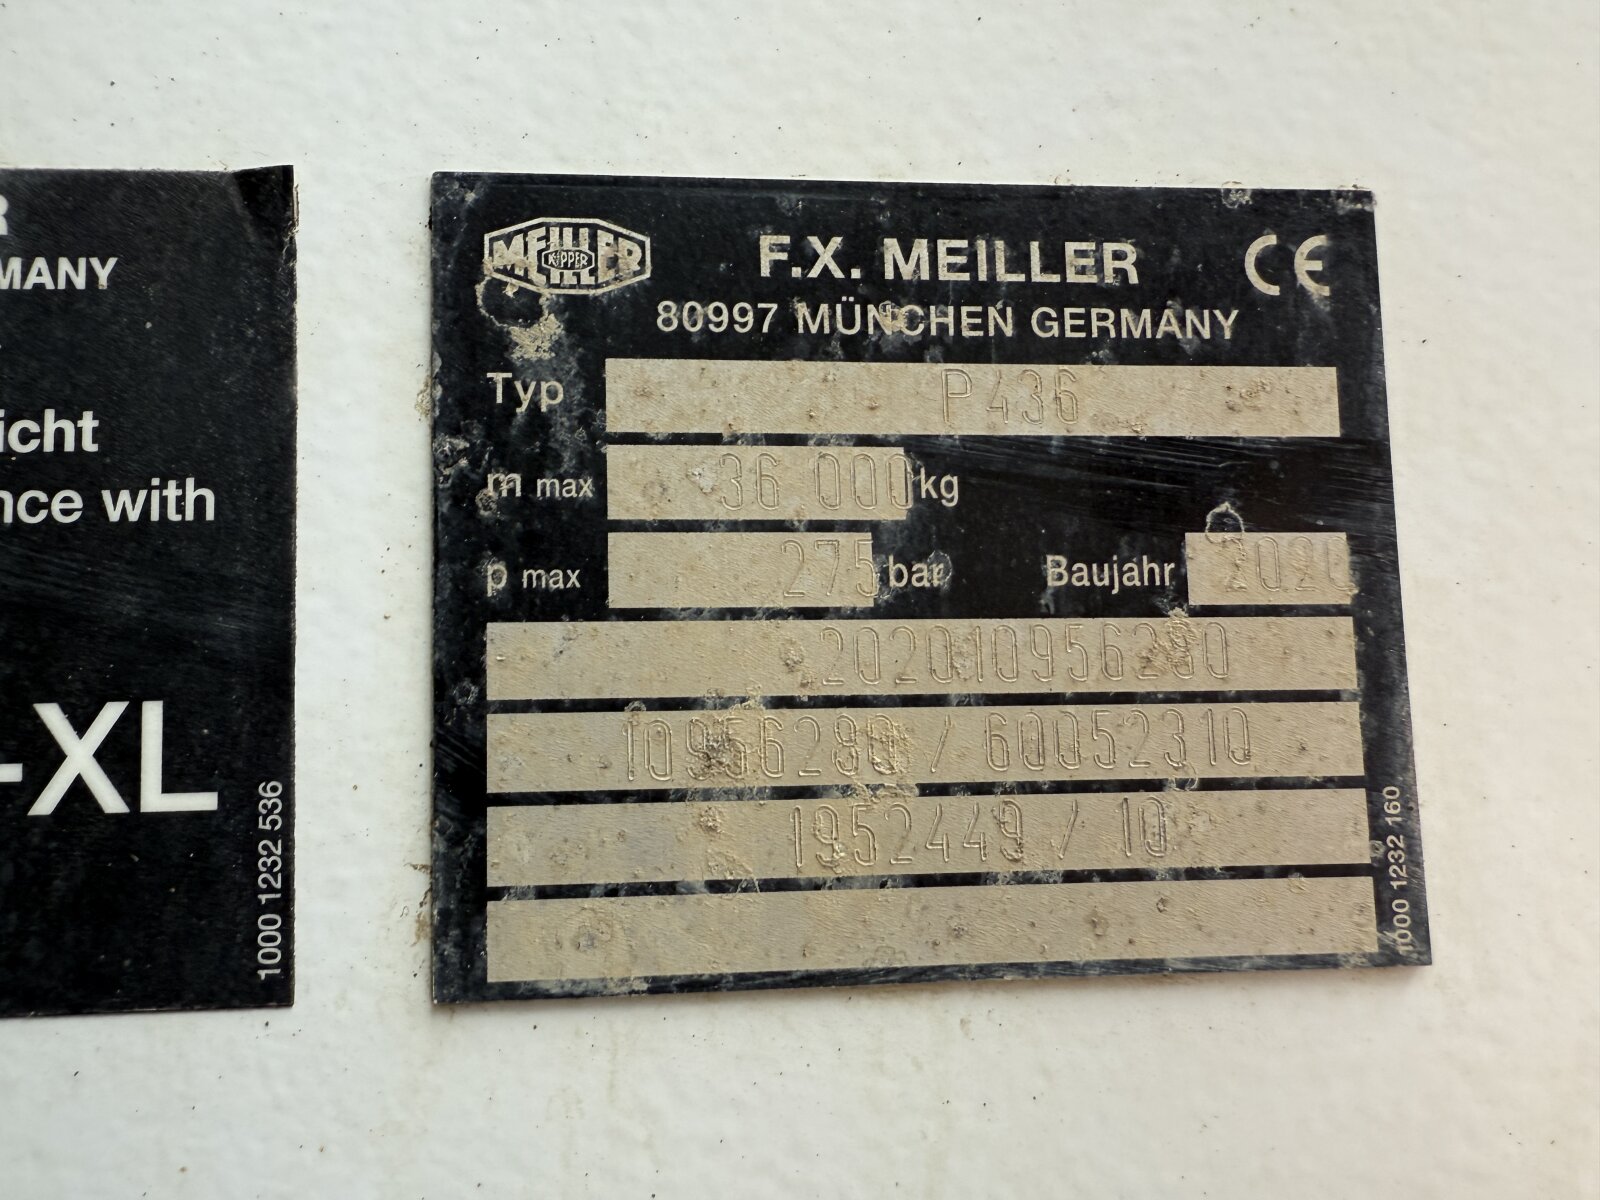 R
MANY
icht
nce with
-XL
1000 1232 536
MEILLER
KIPPER
F.X. MEILLER
CE
80997 MÜNCHEN GERMANY
Typ P 436
m max 36 000 kg
p max 275 bar Baujahr 2020
202010956280
10956280 / 60052310
1952449 / 10
1000 1232 160